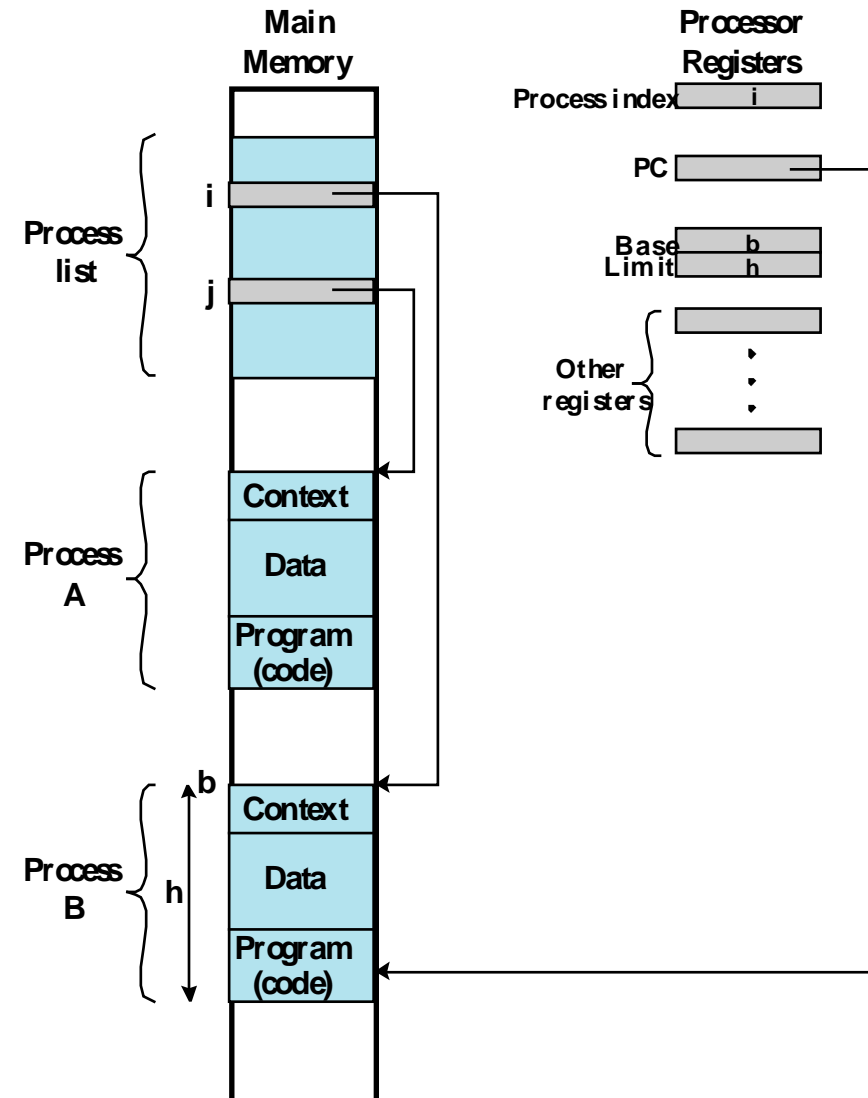 Main
Memory
Processor
Registers
Process index
i
PC
Base
b
Limit
h
Other
registers
Process
list
i
j
Process
A
Context
Data
Program
(code)
Process
B
b
h
Context
Data
Program
(code)